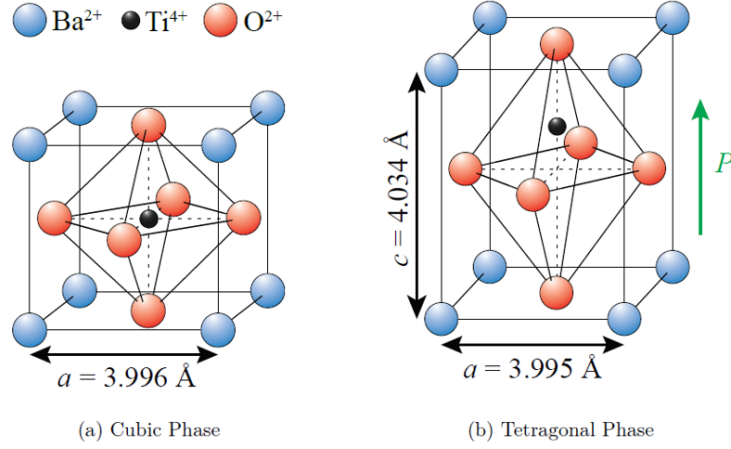 Ba²⁺ Ti⁴⁺ O²⁺
P
c = 4.034 Å
a = 3.996 Å
a = 3.995 Å
(a) Cubic Phase
(b) Tetragonal Phase